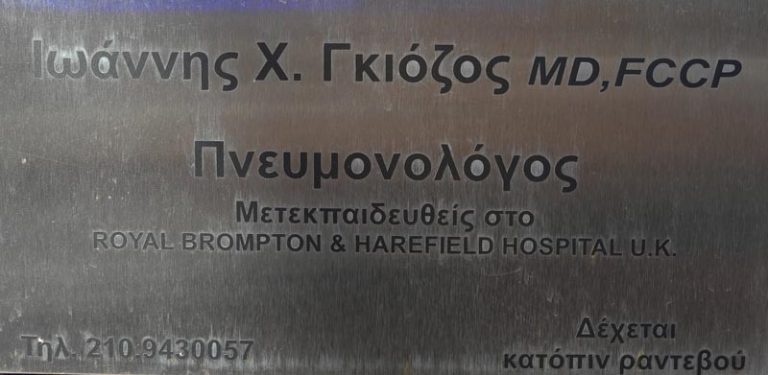 Ιωάννης Χ. Γκιόζος MD,FCCP
Πνευμονολόγος
Μετεκπαιδευθείς στο
ROYAL BROMPTON & HAREFIELD HOSPITAL U.K.
Τηλ. 210.9430057
Δέχεται
κατόπιν ραντεβού